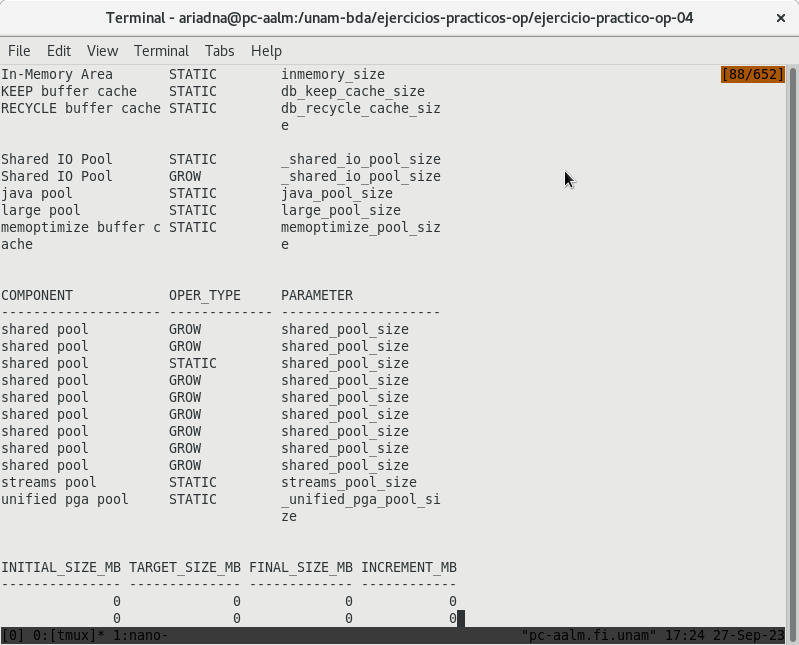 Terminal - ariadna@pc-aalm:/unam-bda/ejercicios-practicos-op/ejercicio-practico-op-04
File Edit View Terminal Tabs Help
In-Memory Area       STATIC        inmemory_size [88/652]
KEEP buffer cache    STATIC        db_keep_cache_size
RECYCLE buffer cache STATIC        db_recycle_cache_siz
                                   e
Shared IO Pool       STATIC        _shared_io_pool_size
Shared IO Pool       GROW          _shared_io_pool_size
java pool            STATIC        java_pool_size
large pool           STATIC        large_pool_size
memoptimize buffer c STATIC        memoptimize_pool_siz
ache                               e
COMPONENT            OPER_TYPE     PARAMETER
-------------------- ------------- --------------------
shared pool          GROW          shared_pool_size
shared pool          GROW          shared_pool_size
shared pool          STATIC        shared_pool_size
shared pool          GROW          shared_pool_size
shared pool          GROW          shared_pool_size
shared pool          GROW          shared_pool_size
shared pool          GROW          shared_pool_size
shared pool          GROW          shared_pool_size
shared pool          GROW          shared_pool_size
streams pool         STATIC        streams_pool_size
unified pga pool     STATIC        _unified_pga_pool_si
                                   ze
INITIAL_SIZE_MB TARGET_SIZE_MB FINAL_SIZE_MB INCREMENT_MB
--------------- -------------- ------------- ------------
              0              0             0            0
              0              0             0            0
[0] 0:[tmux]* 1:nano- "pc-aalm.fi.unam" 17:24 27-Sep-23